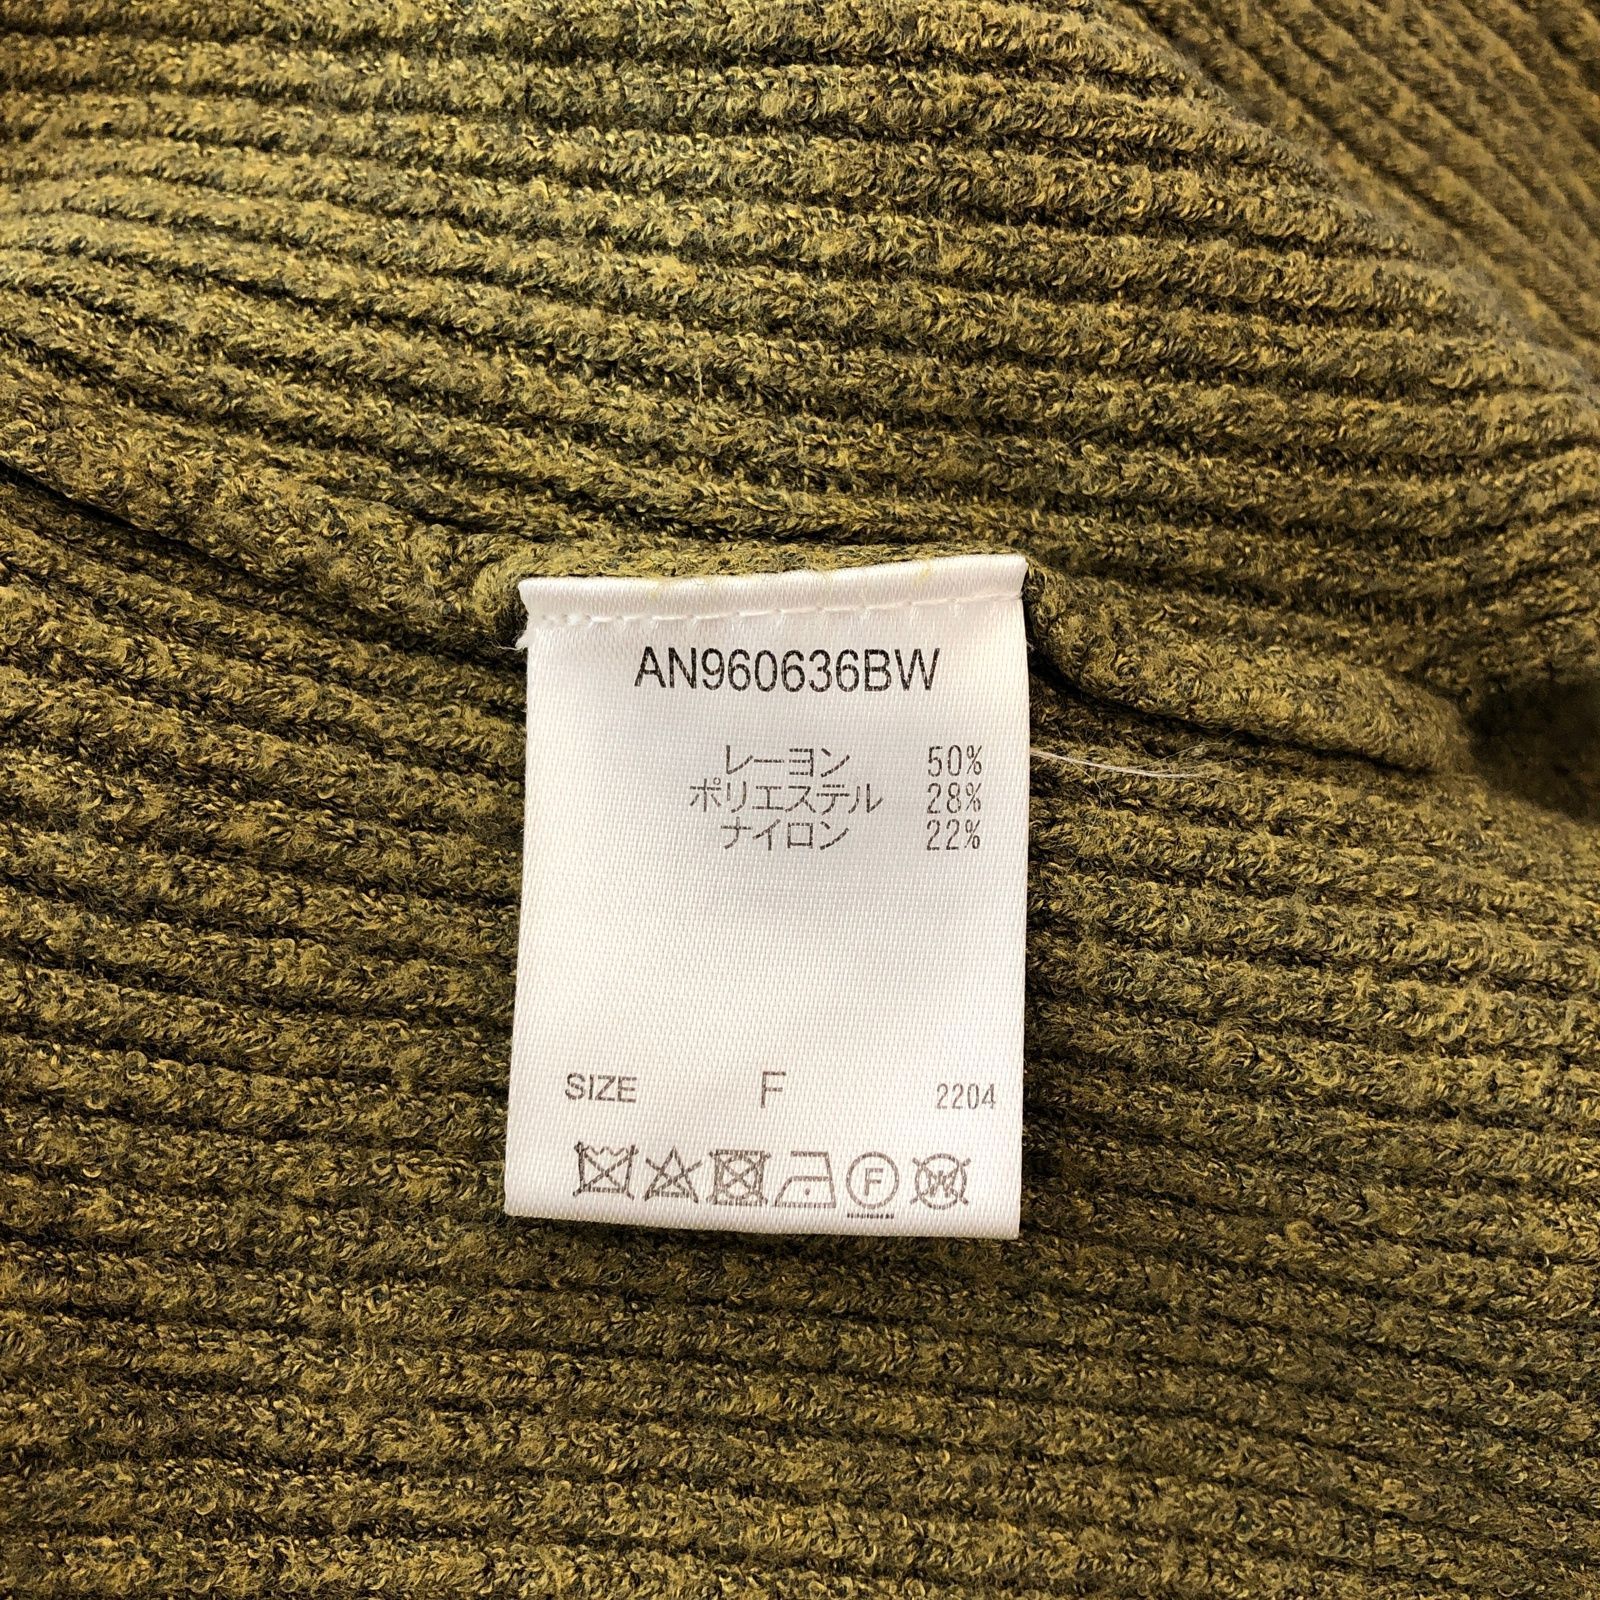 AN960636BW
レーヨン 50%
ポリエステル 28%
ナイロン 22%
SIZE F 2204
F W